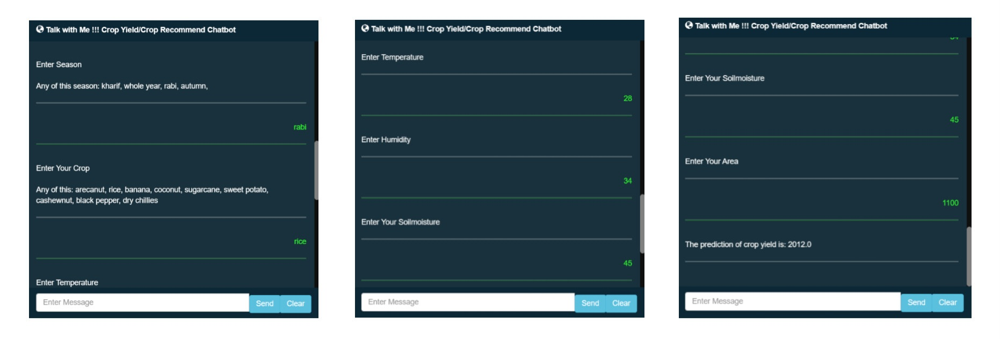 Talk with Me !!! Crop Yield/Crop Recommend Chatbot
Enter Season
Any of this season: kharif, whole year, rabi, autumn,
rabi
Enter Your Crop
Any of this: arecanut, rice, banana, coconut, sugarcane, sweet potato,
cashewnut, black pepper, dry chillies
rice
Enter Temperature
Enter Message
Send
Clear
Talk with Me !!! Crop Yield/Crop Recommend Chatbot
Enter Temperature
28
Enter Humidity
34
Enter Your Soilmoisture
45
Enter Message
Send
Clear
Talk with Me !!! Crop Yield/Crop Recommend Chatbot
Enter Your Soilmoisture
45
Enter Your Area
1100
The prediction of crop yield is: 2012.0
Enter Message
Send
Clear